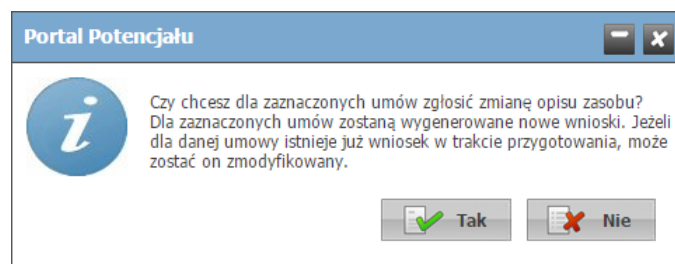 Portal Potencjału
Czy chcesz dla zaznaczonych umów zgłosić zmianę opisu zasobu?
Dla zaznaczonych umów zostaną wygenerowane nowe wnioski. Jeżeli
dla danej umowy istnieje już wniosek w trakcie przygotowania, może
zostać on zmodyfikowany.
Tak Nie